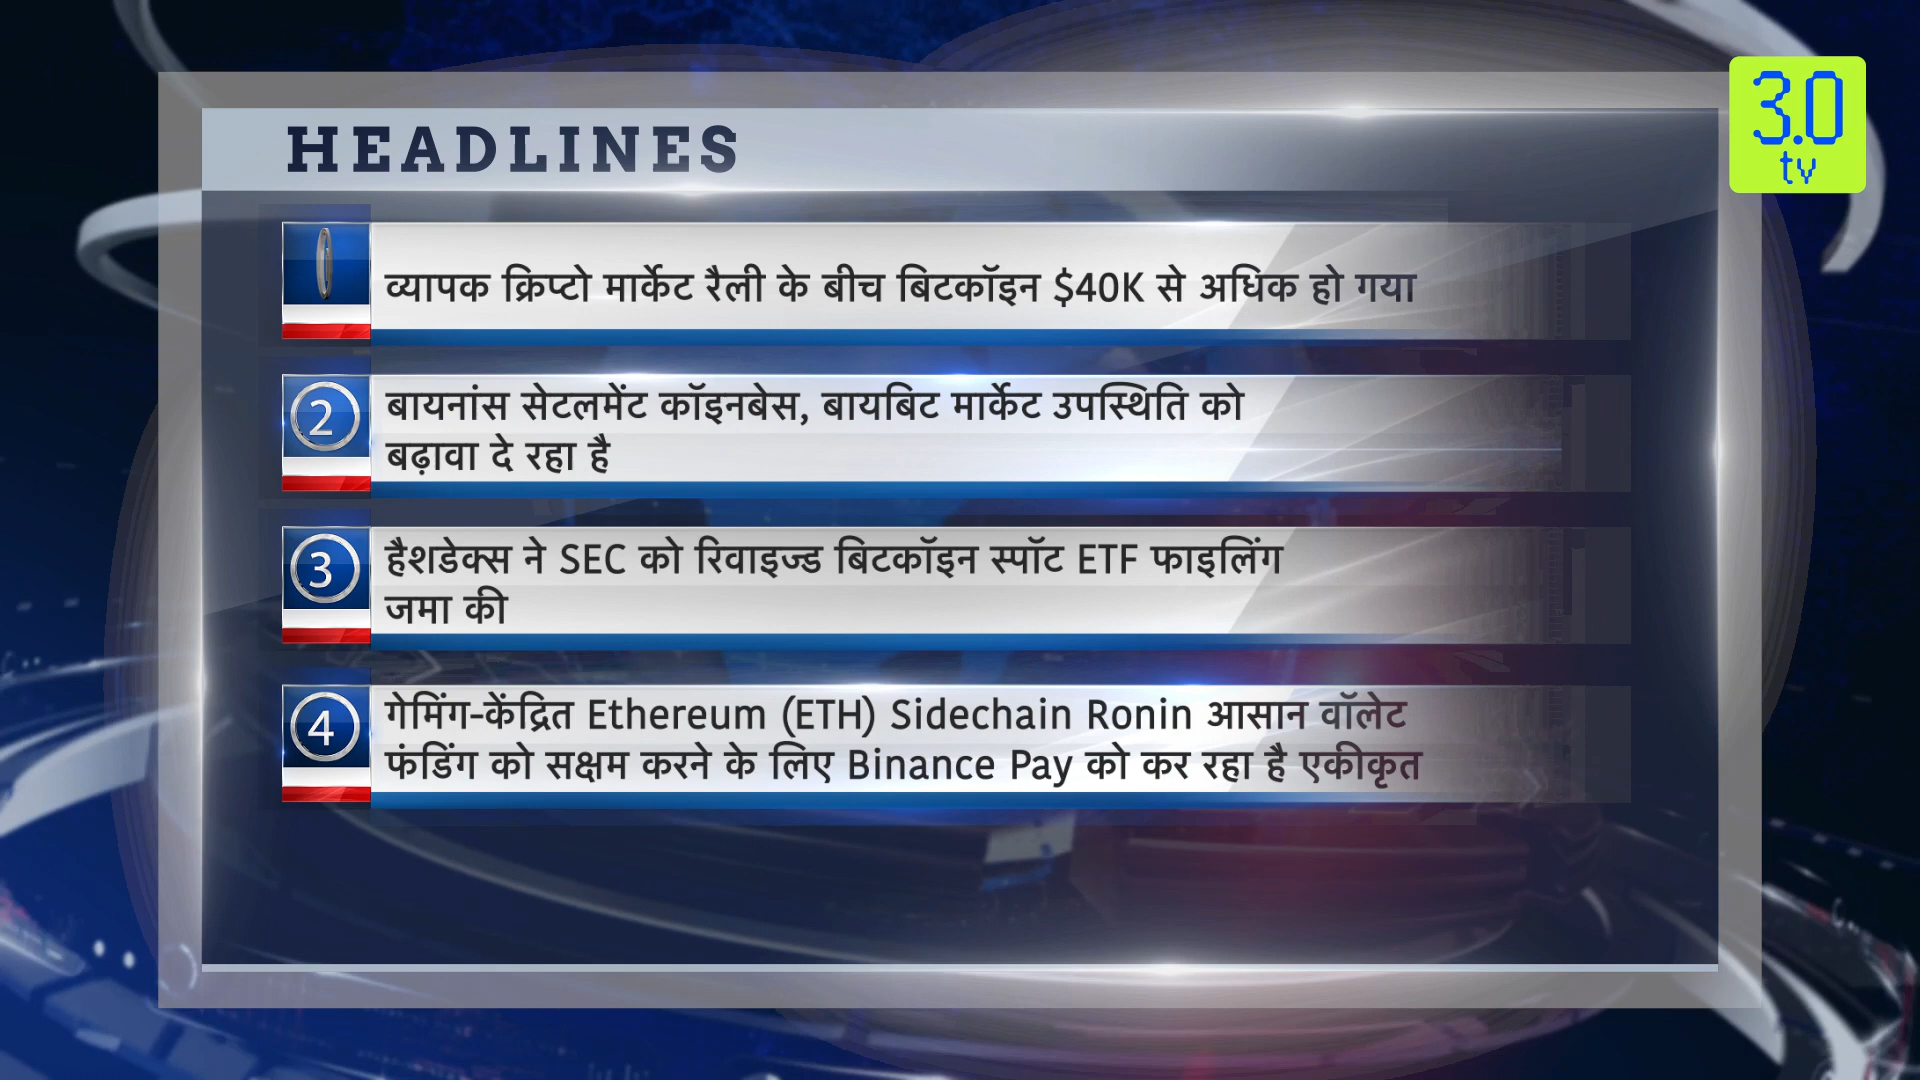 HEADLINES
3.0
tv
व्यापक क्रिप्टो मार्केट रैली के बीच बिटकॉइन $40K से अधिक हो गया
2
बायनांस सेटलमेंट कॉइनबेस, बायबिट मार्केट उपस्थिति को
बढ़ावा दे रहा है
3
हैशडेक्स ने SEC को रिवाइज्ड बिटकॉइन स्पॉट ETF फाइलिंग
जमा की
4
गेमिंग-केंद्रित Ethereum (ETH) Sidechain Ronin आसान वॉलेट
फंडिंग को सक्षम करने के लिए Binance Pay को कर रहा है एकीकृत